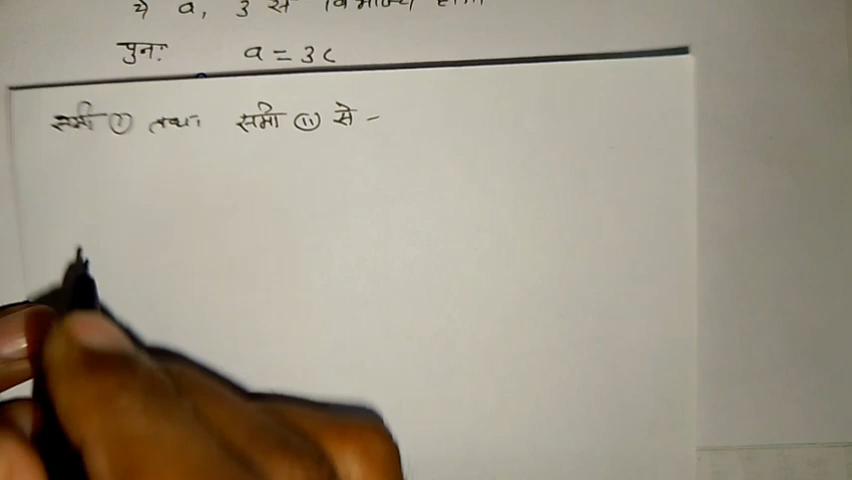 ये a, 3 से विभाज्य होगा
पुनः a = 3c
समी ① तथा समी ⑪ से -